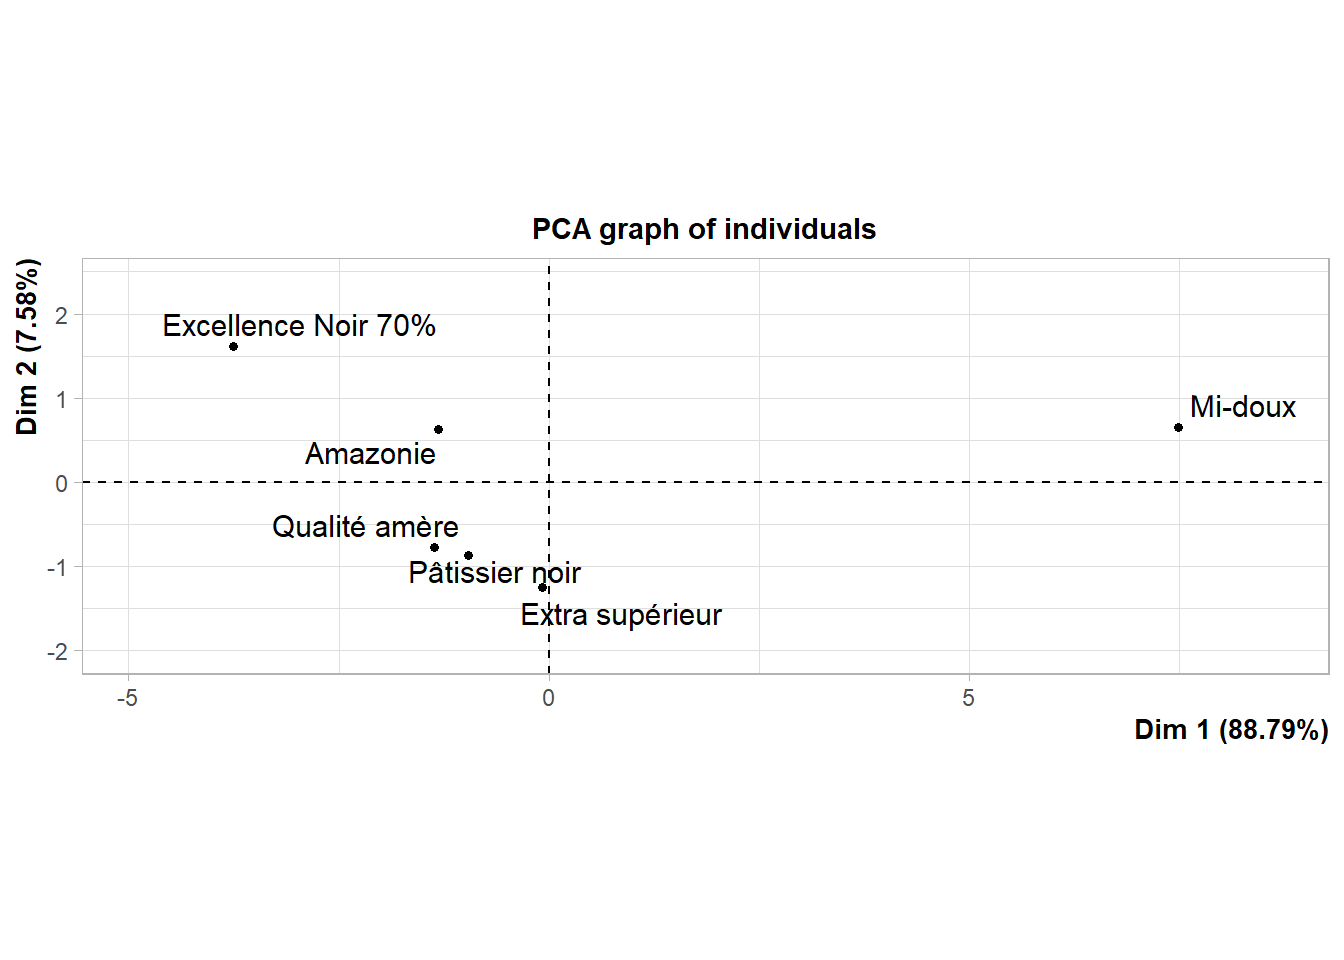 PCA graph of individuals
Dim 2 (7.58%)
2
1
0
-1
-2
Excellence Noir 70%
Mi-doux
Amazonie
Qualité amère
Pâtissier noir
Extra supérieur
-5
0
5
Dim 1 (88.79%)